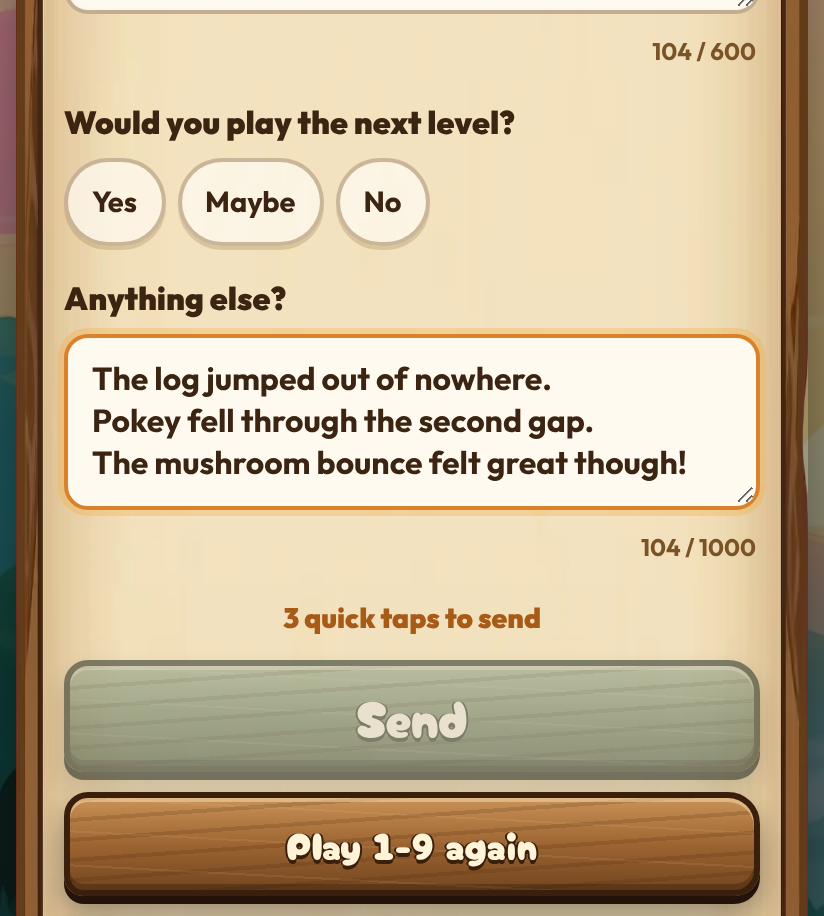 104 / 600
Would you play the next level?
Yes Maybe No
Anything else?
The log jumped out of nowhere.
Pokey fell through the second gap.
The mushroom bounce felt great though!
104 / 1000
3 quick taps to send
Send
Play 1-9 again